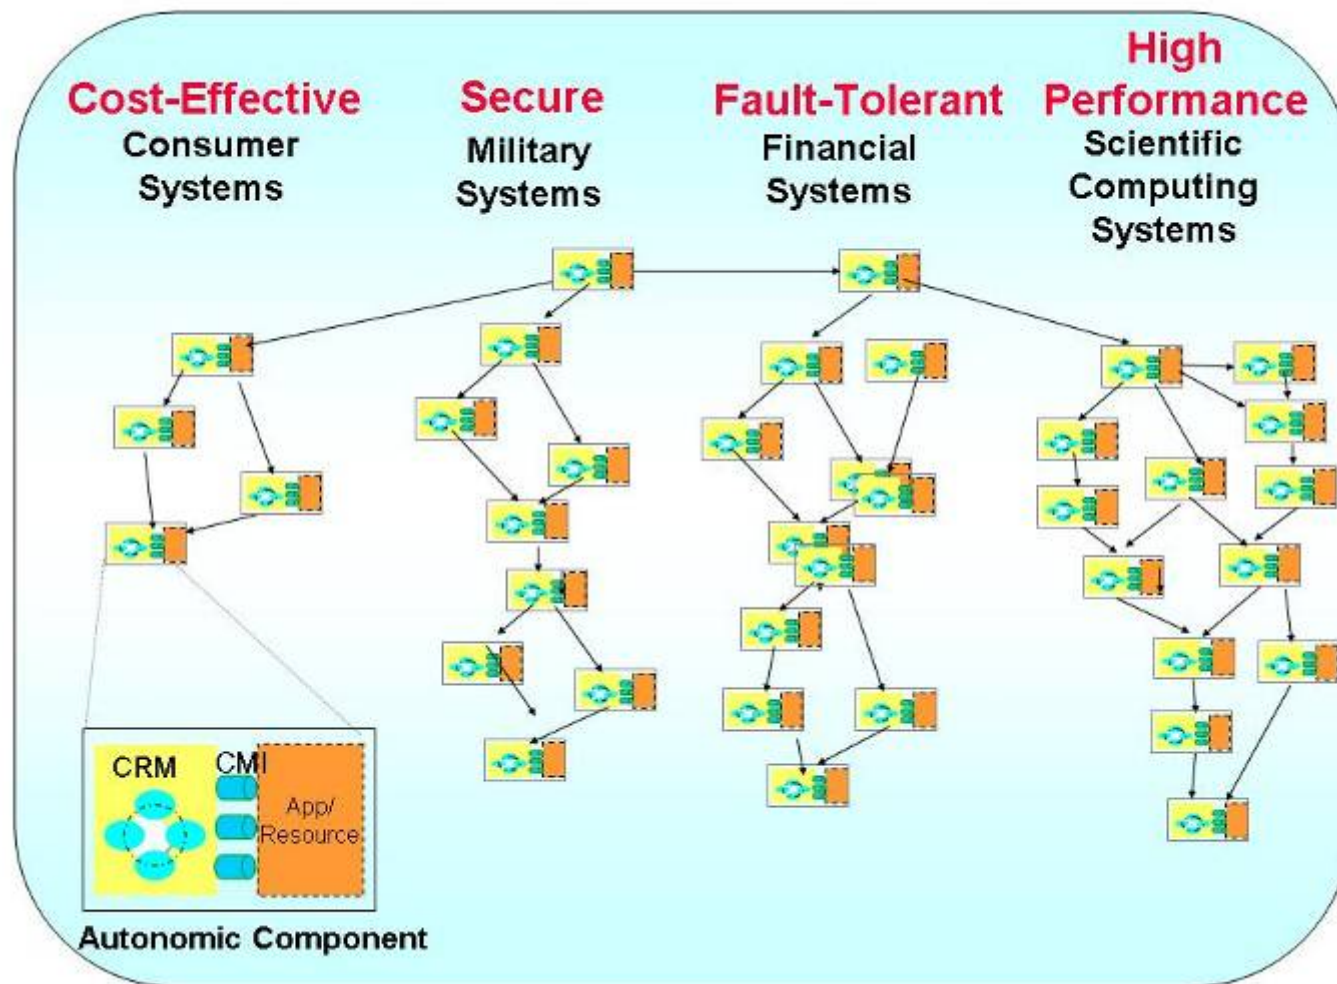 Cost-Effective
Consumer
Systems
Secure
Military
Systems
Fault-Tolerant
Financial
Systems
High
Performance
Scientific
Computing
Systems
CRM
CMI
App/
Resource
Autonomic Component